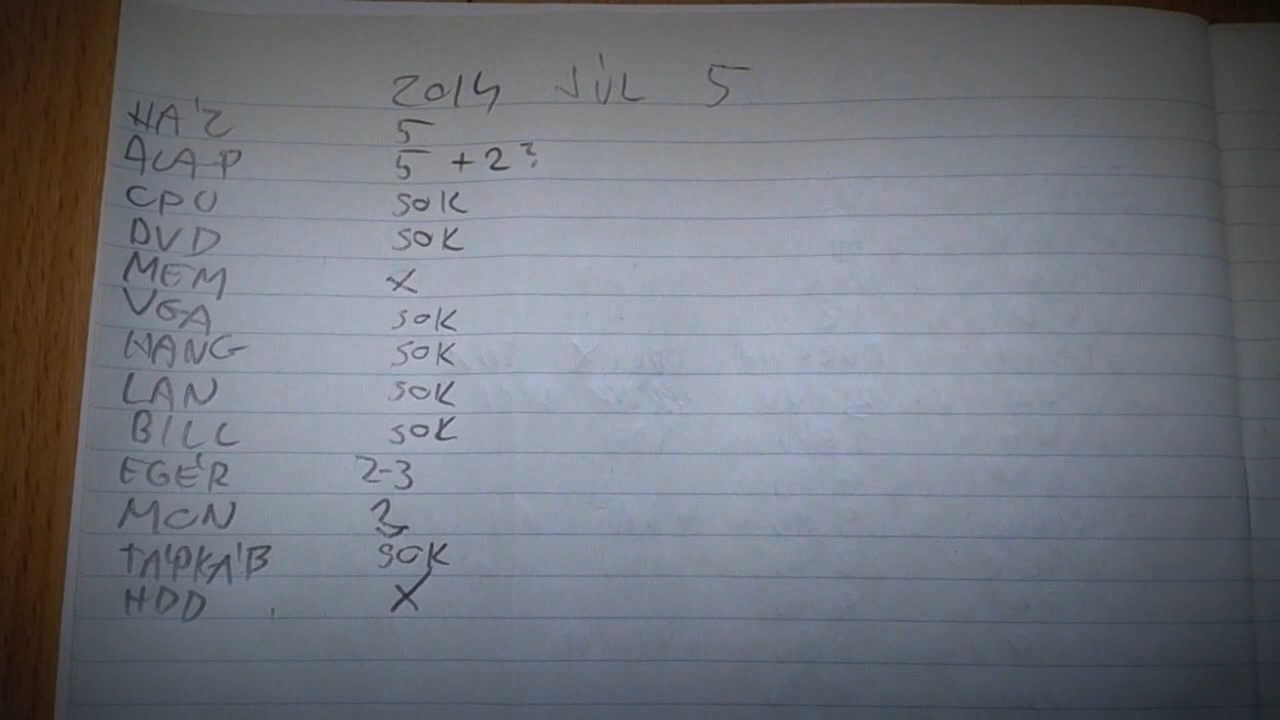 2014 JÚL 5
HÁZ 5
ALAP 5 +2?
CPU SOK
DVD SOK
MEM X
VGA SOK
HANG SOK
LAN SOK
BILL SOK
EGÉR 2-3
MON
TÁPKÁB SOK
HDD X